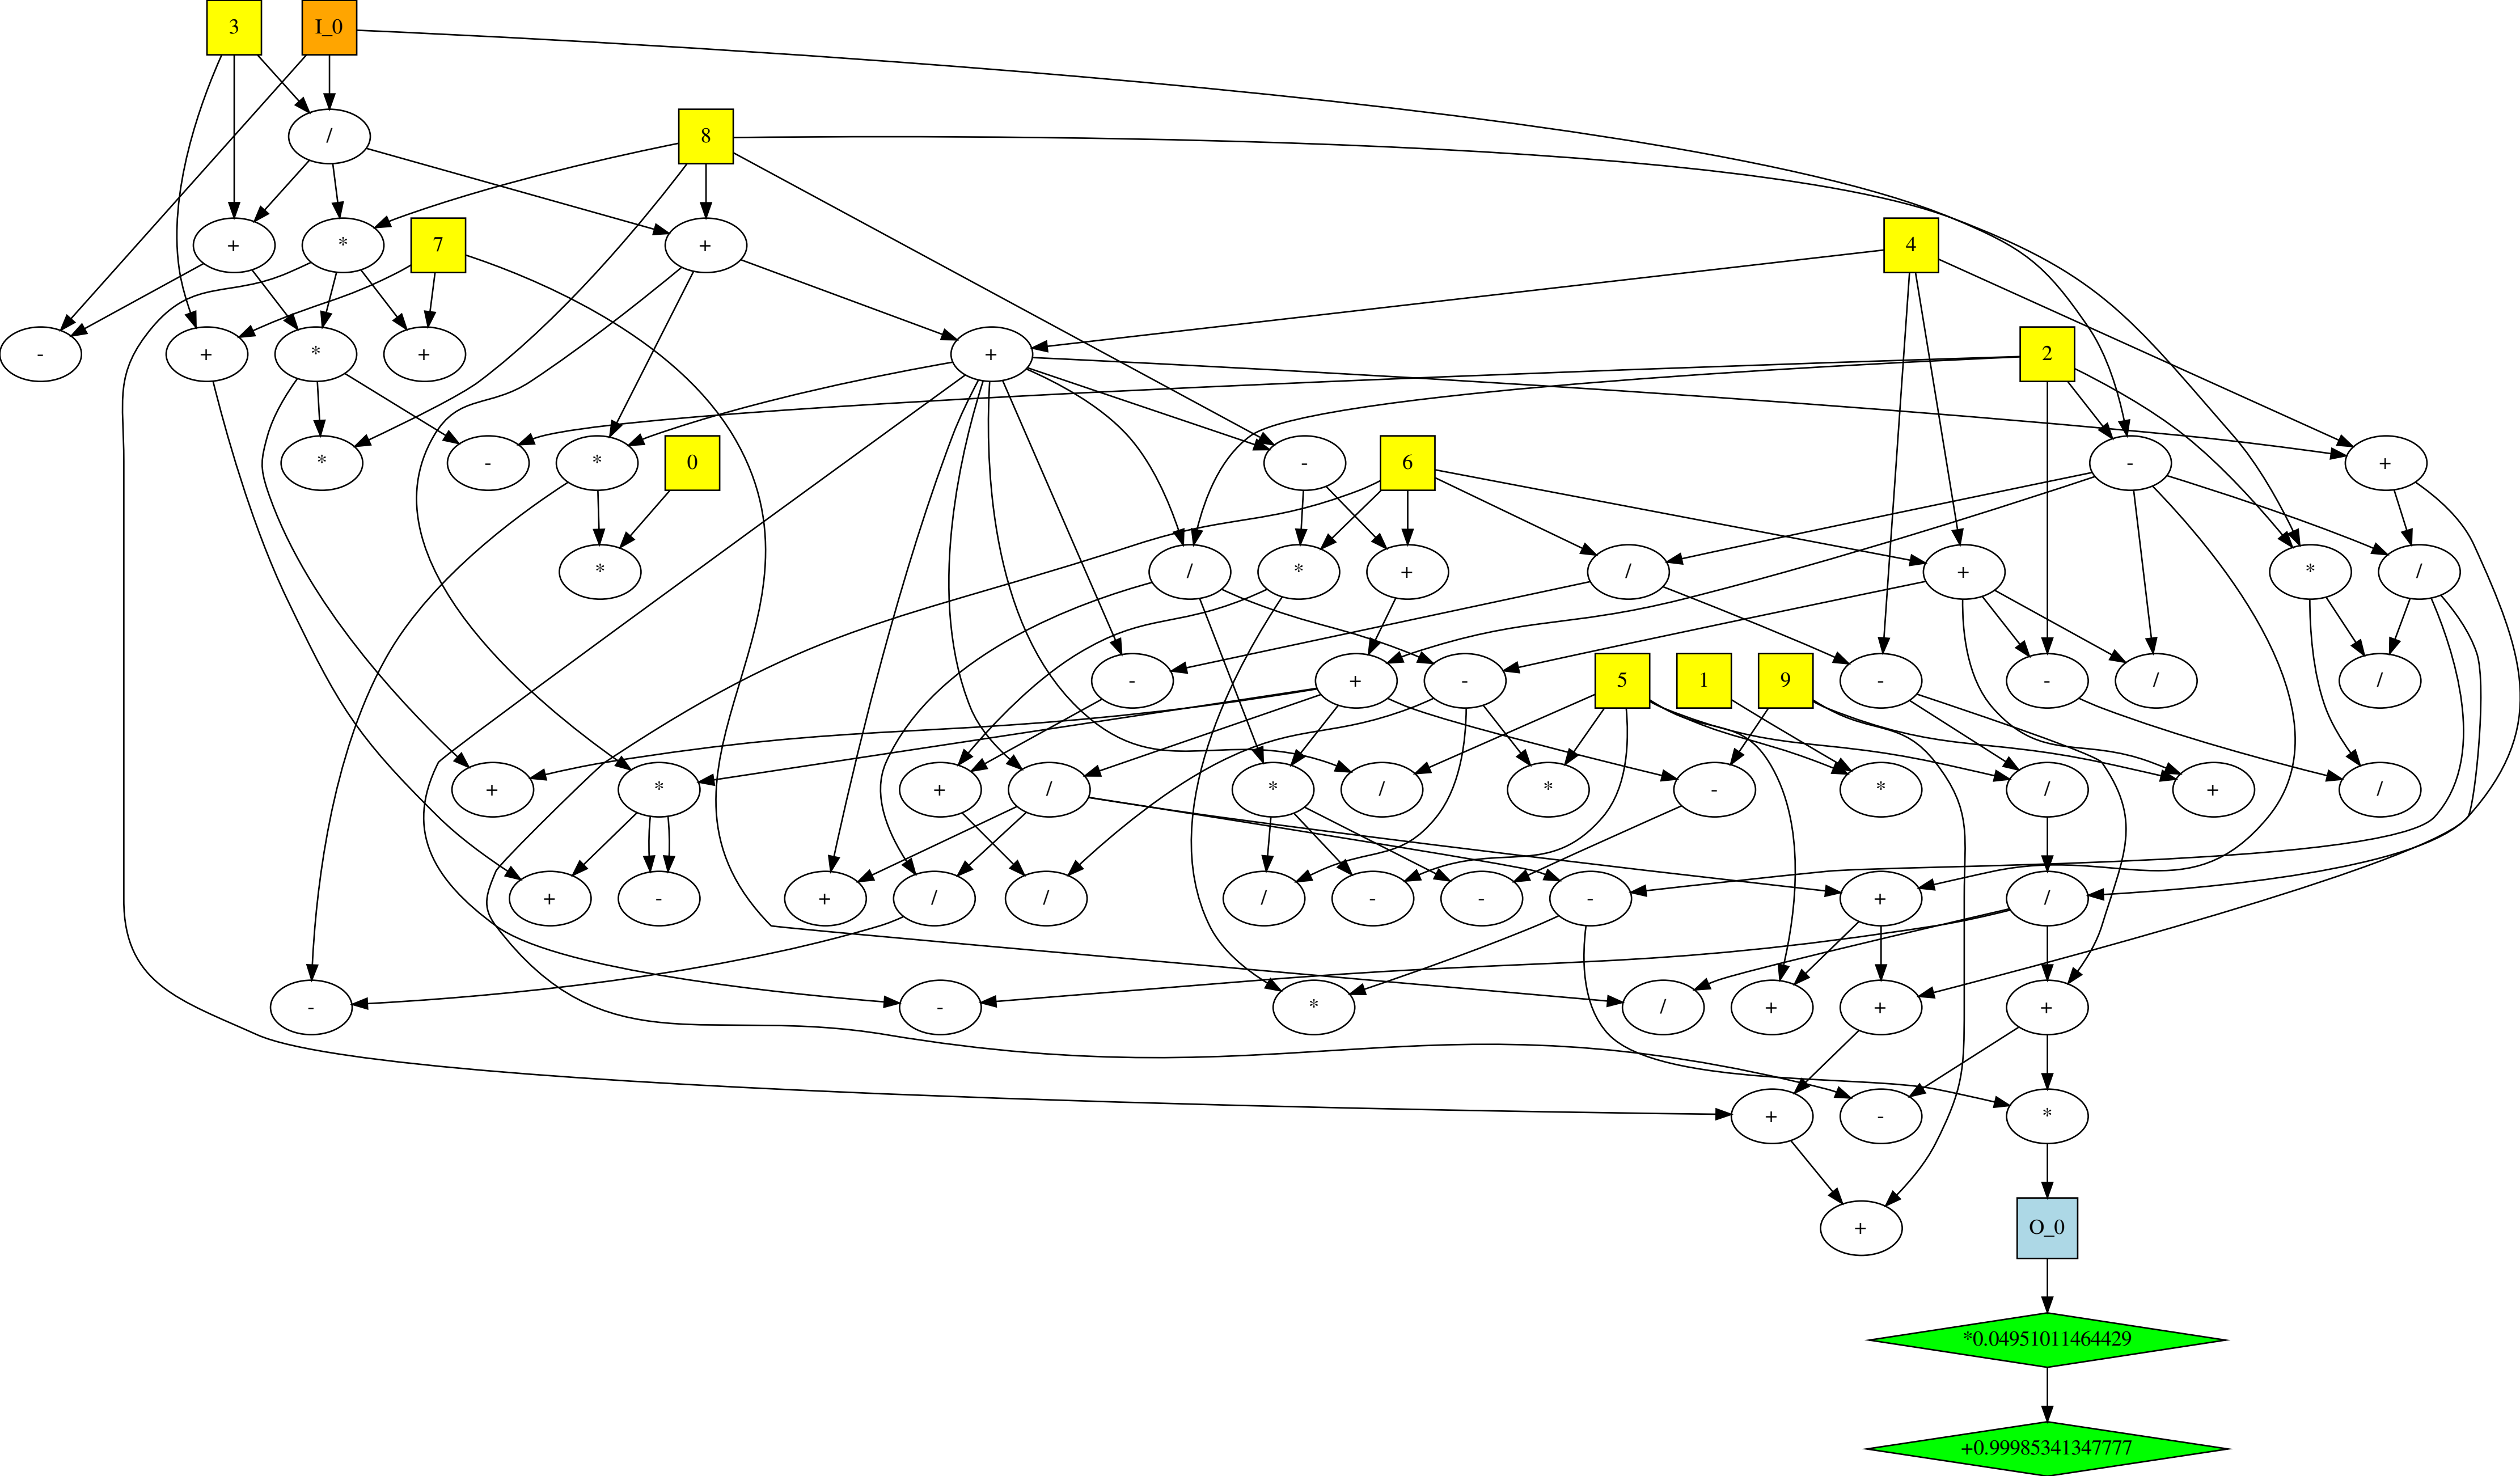 3 I_0
/ 8
+ * 7 + 4
- + * + + 2
* - * 0 - 6 - +
* / * + / + * /
- + - 5 1 9 - - / /
+ * + / * / * - * / + /
+ - + / / / - - - + /
- - * / + + +
+ - *
+ O_0
*0.04951011464429
+0.99985341347777